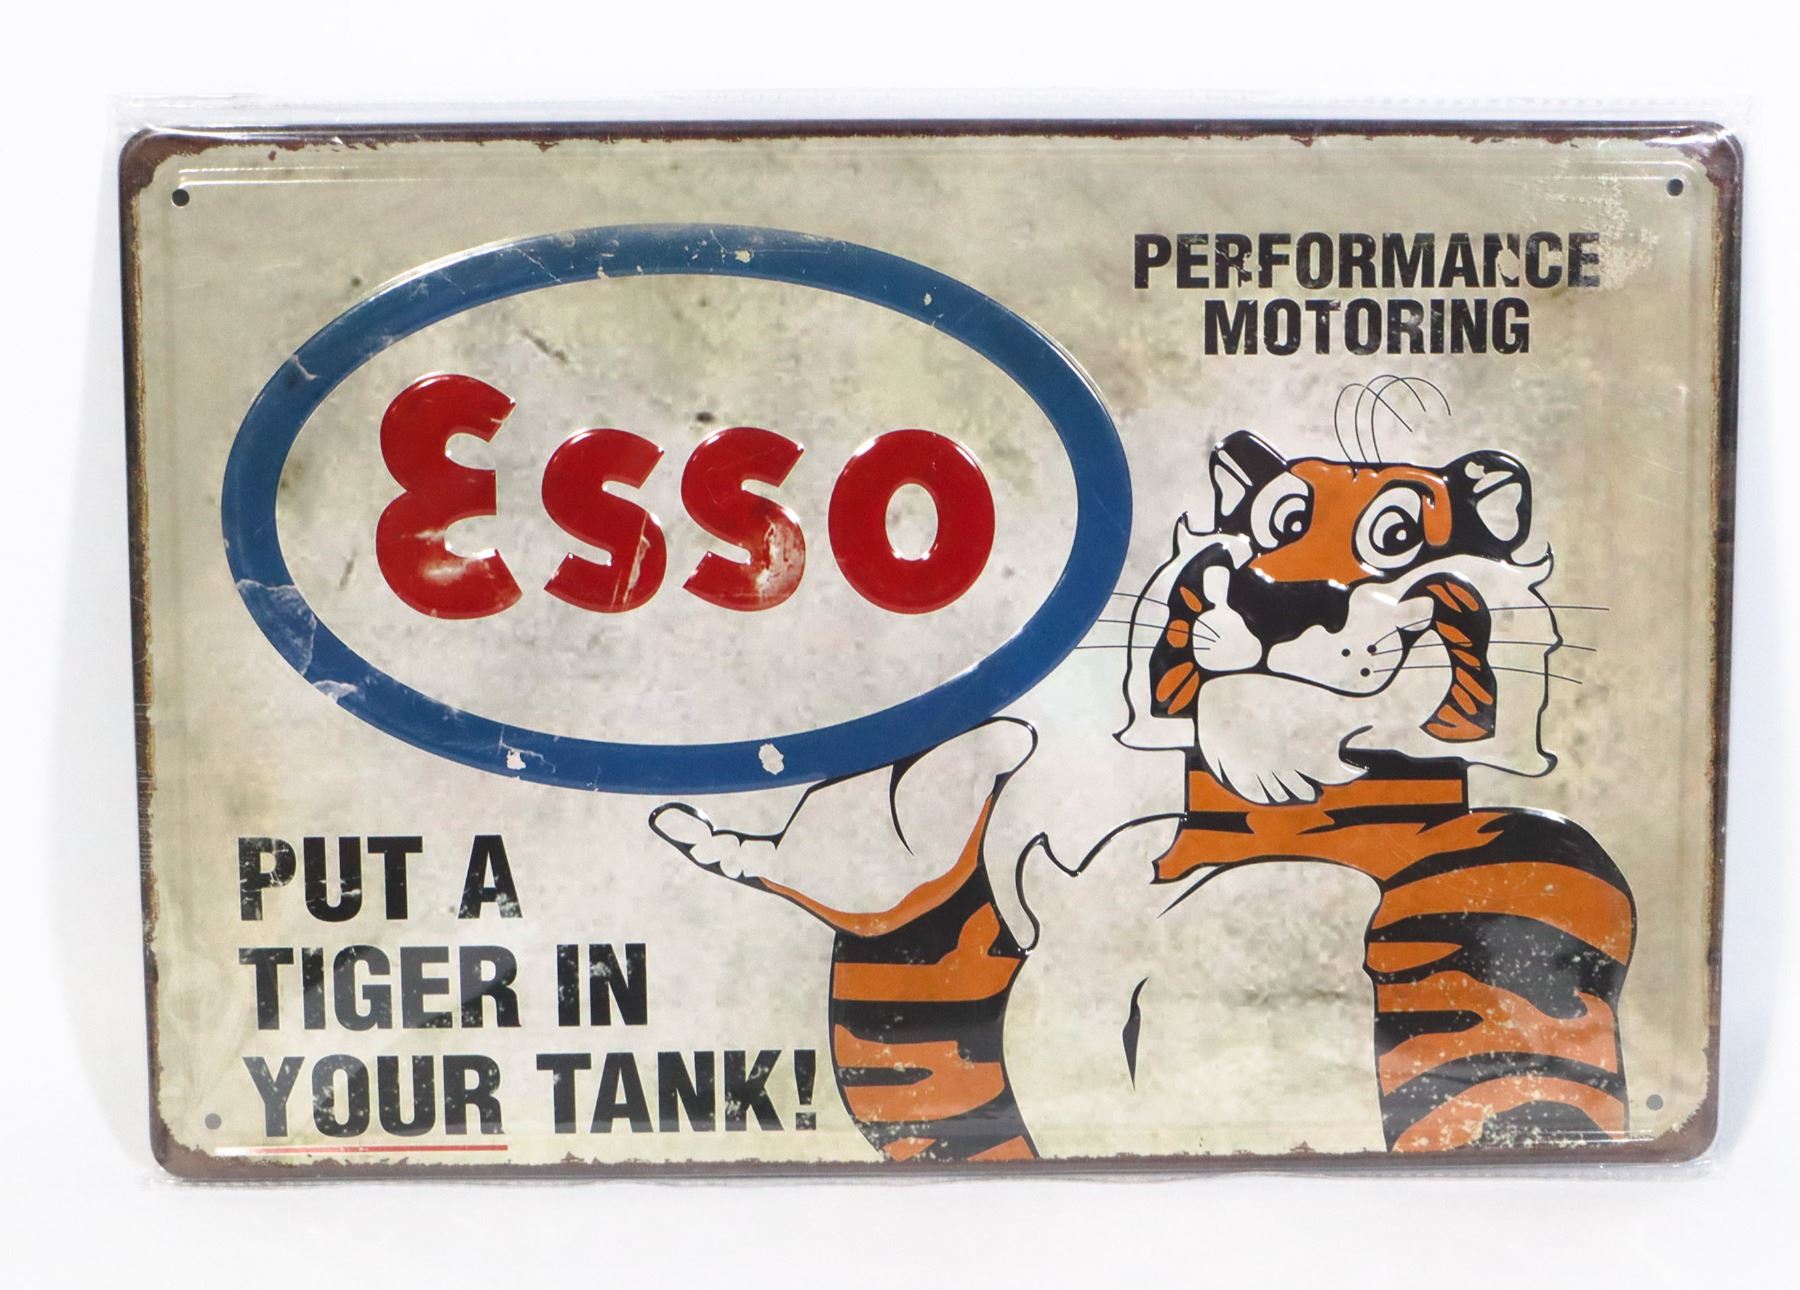 Esso
PERFORMANCE
MOTORING
PUT A
TIGER IN
YOUR TANK!